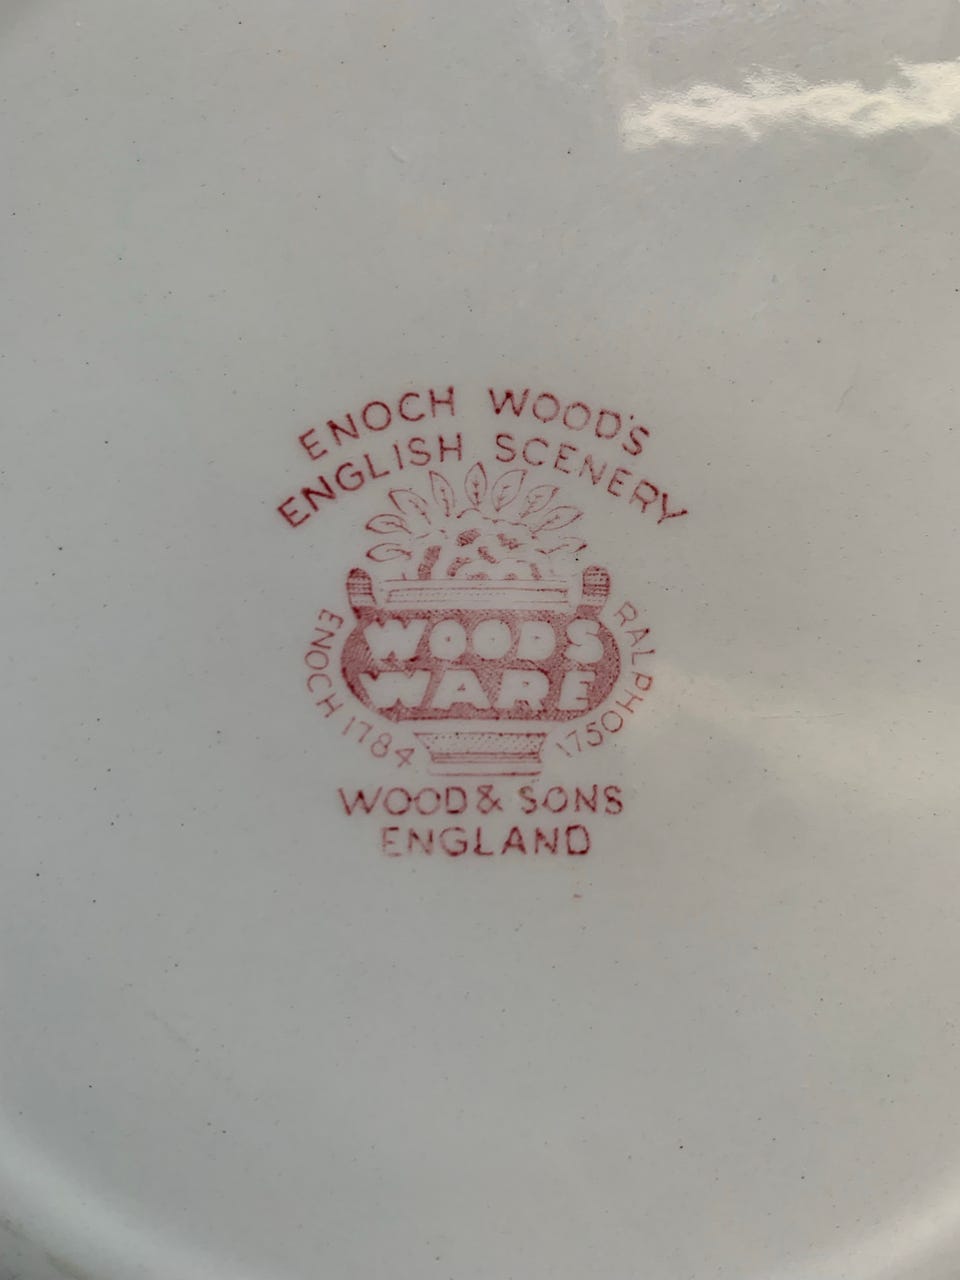 ENOCH WOOD'S
ENGLISH SCENERY
WOODS
WARE
ENOCH 1784
RALPH 1750
WOOD & SONS
ENGLAND